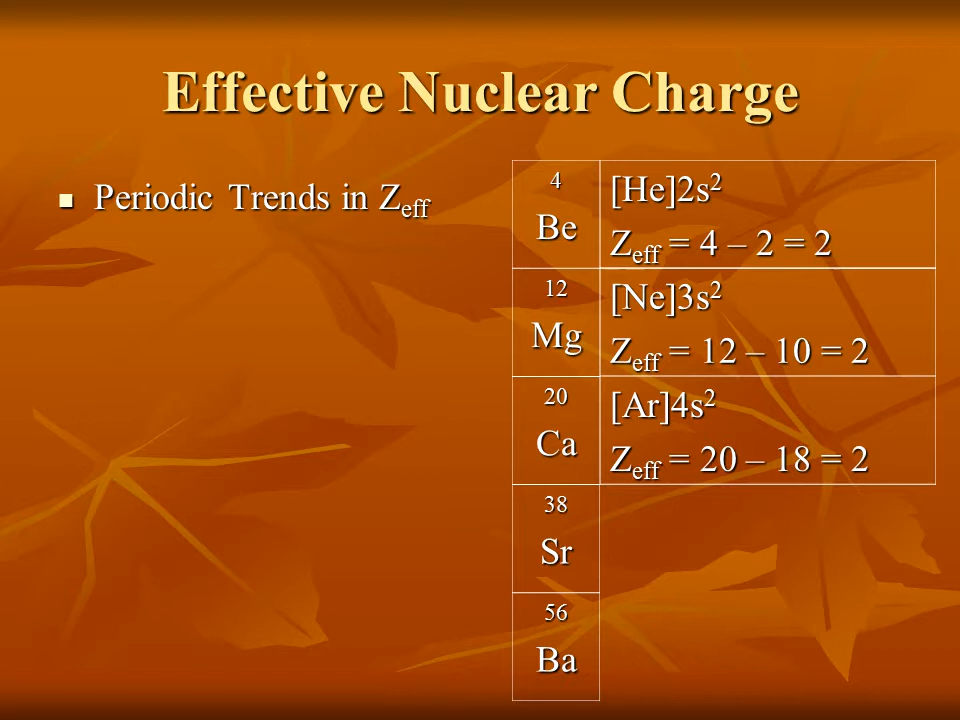 Effective Nuclear Charge
Periodic Trends in Zeff
4
Be
[He]2s²
Zeff = 4 – 2 = 2
12
Mg
[Ne]3s²
Zeff = 12 – 10 = 2
20
Ca
[Ar]4s²
Zeff = 20 – 18 = 2
38
Sr
56
Ba